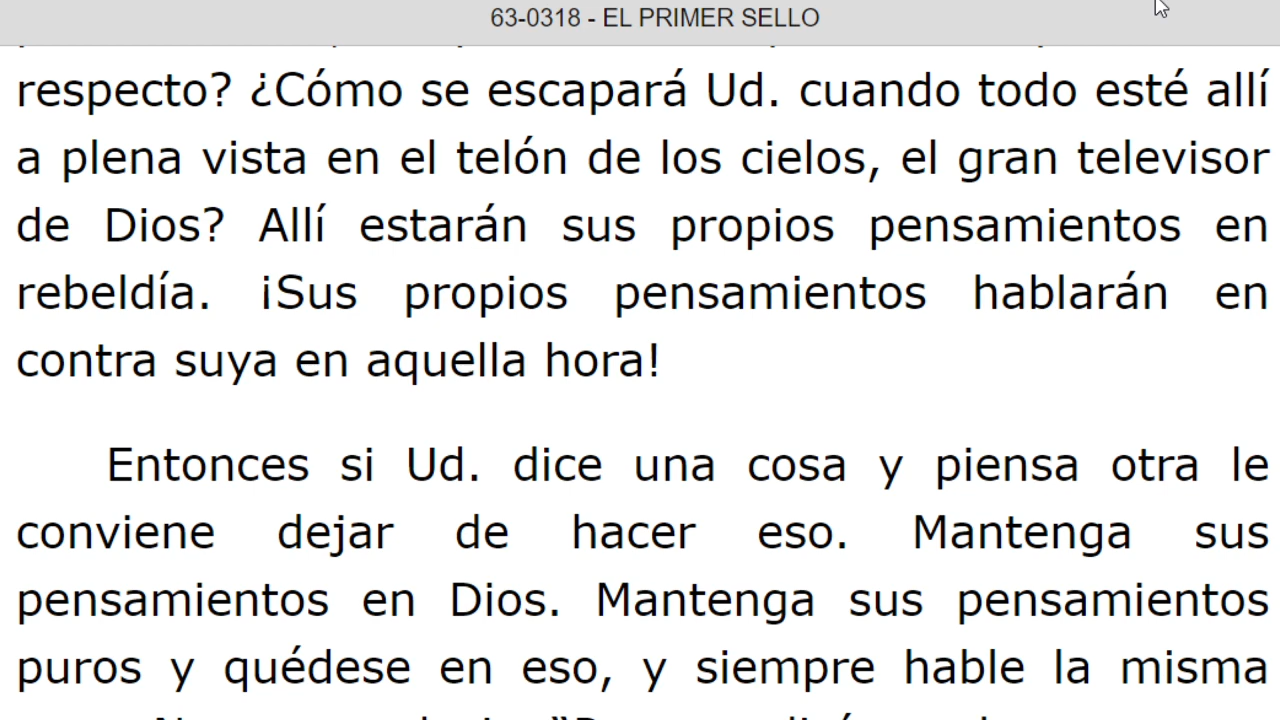 63-0318 - EL PRIMER SELLO
respecto? ¿Cómo se escapará Ud. cuando todo esté allí
a plena vista en el telón de los cielos, el gran televisor
de Dios? Allí estarán sus propios pensamientos en
rebeldía. ¡Sus propios pensamientos hablarán en
contra suya en aquella hora!
Entonces si Ud. dice una cosa y piensa otra le
conviene dejar de hacer eso. Mantenga sus
pensamientos en Dios. Mantenga sus pensamientos
puros y quédese en eso, y siempre hable la misma